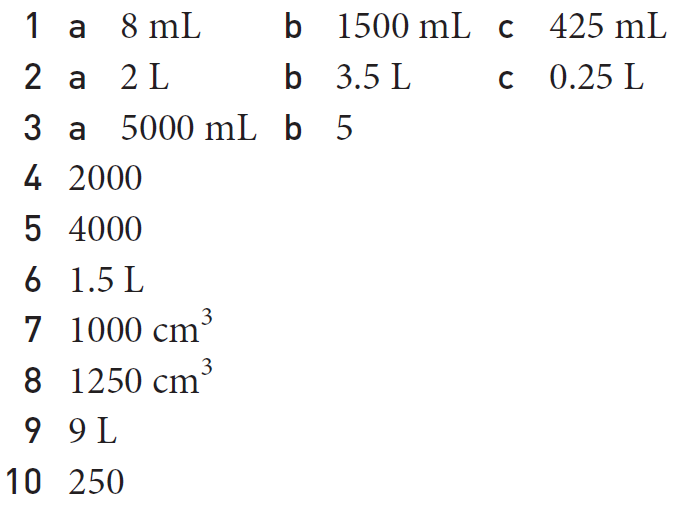 1 a 8 mL b 1500 mL c 425 mL
2 a 2 L b 3.5 L c 0.25 L
3 a 5000 mL b 5
4 2000
5 4000
6 1.5 L
7 1000 cm³
8 1250 cm³
9 9 L
10 250